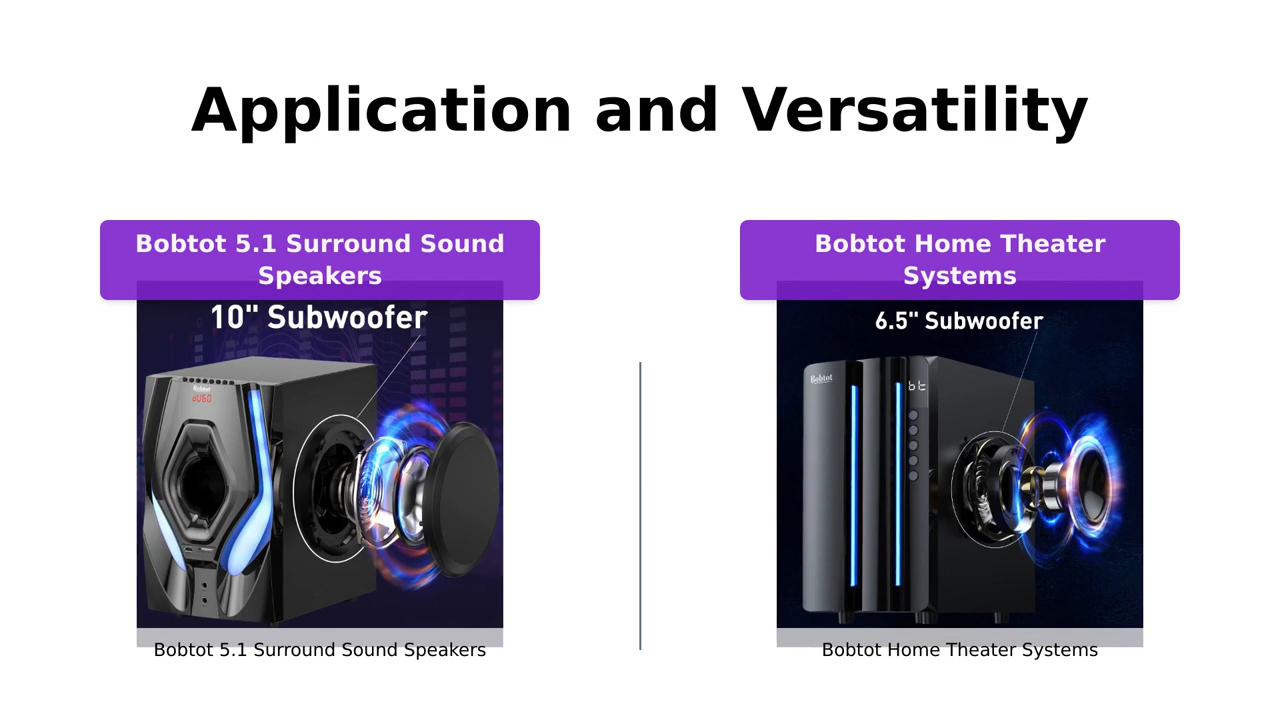 Application and Versatility
Bobtot 5.1 Surround Sound
Speakers
10" Subwoofer
Bobtot
Bobtot 5.1 Surround Sound Speakers
Bobtot Home Theater
Systems
6.5" Subwoofer
Bobtot
bt
Bobtot Home Theater Systems